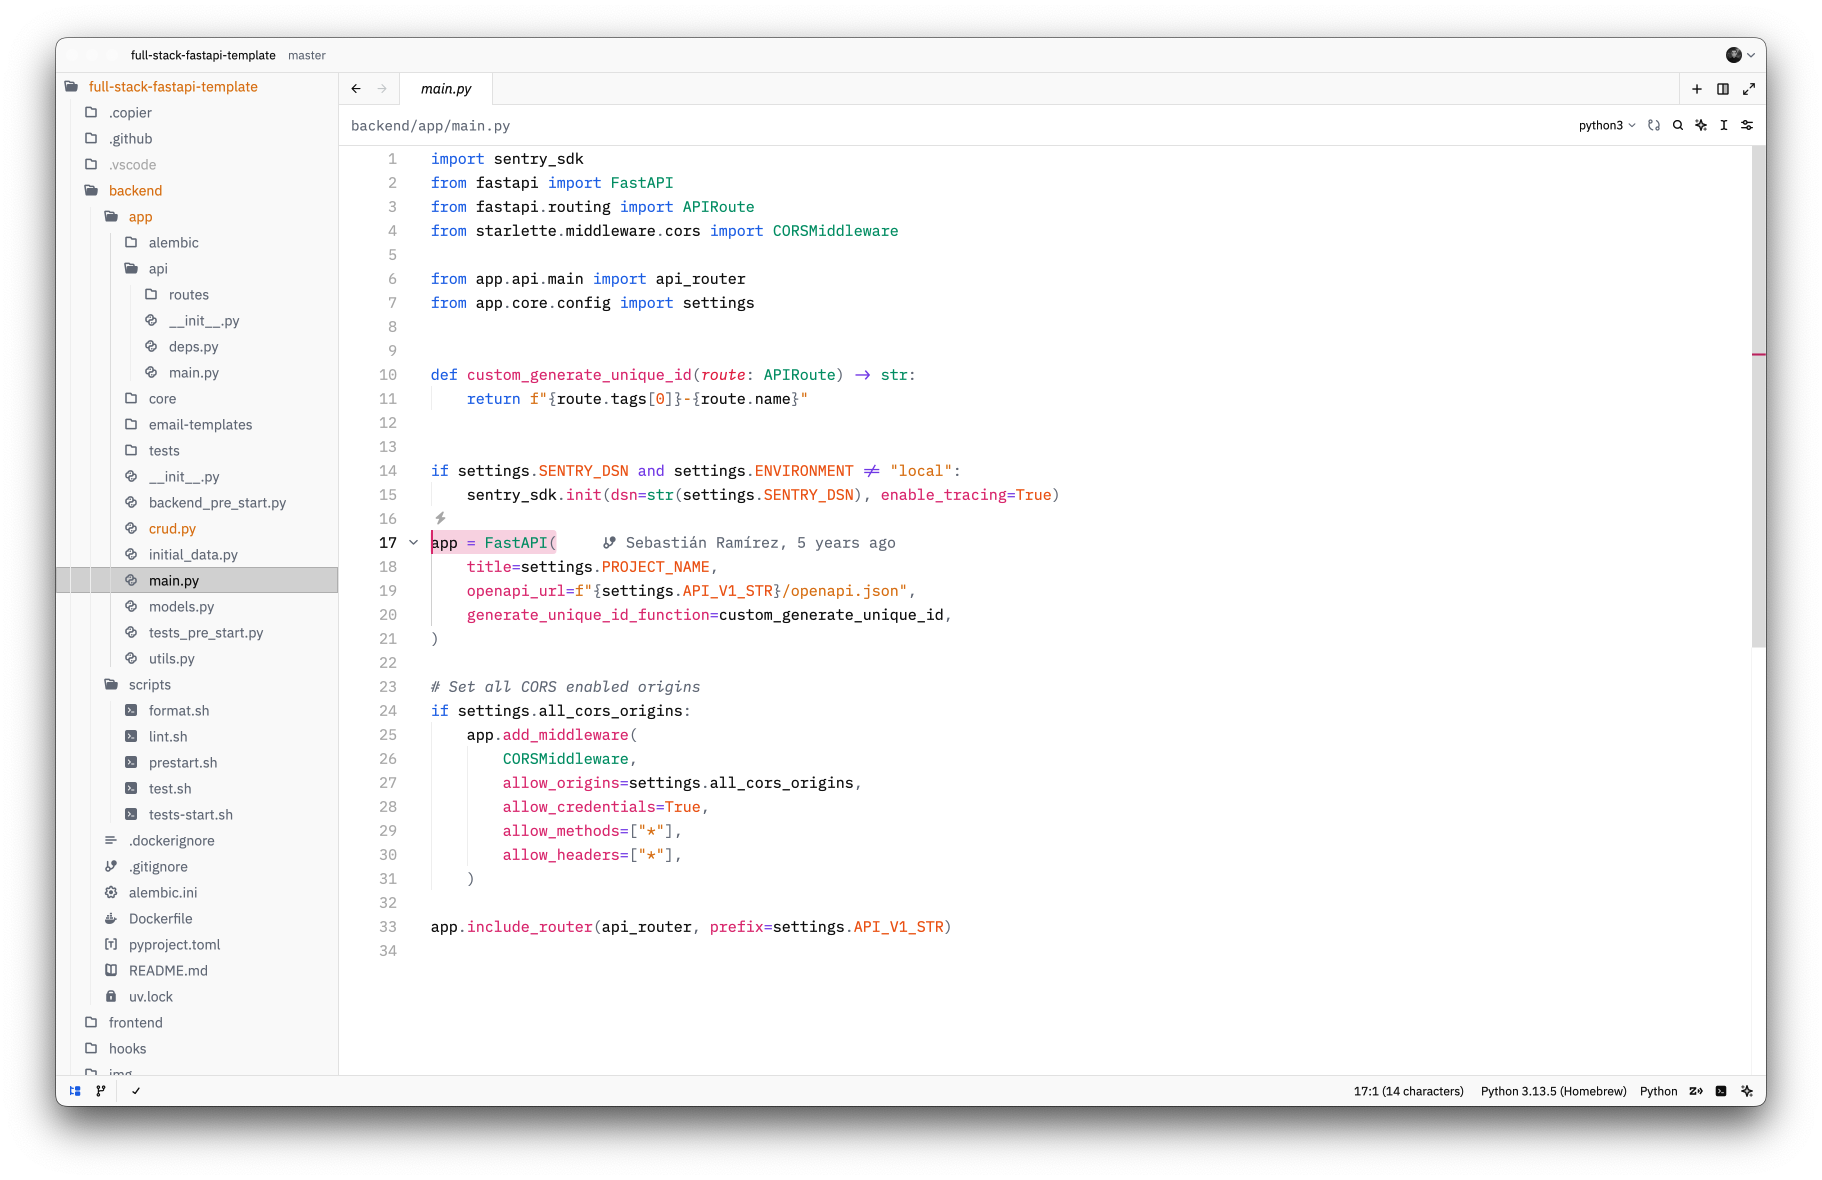 full-stack-fastapi-template master
full-stack-fastapi-template
.copier
.github
.vscode
backend
app
alembic
api
routes
__init__.py
deps.py
main.py
core
email-templates
tests
__init__.py
backend_pre_start.py
crud.py
initial_data.py
main.py
models.py
tests_pre_start.py
utils.py
scripts
format.sh
lint.sh
prestart.sh
test.sh
tests-start.sh
.dockerignore
.gitignore
alembic.ini
Dockerfile
pyproject.toml
README.md
uv.lock
frontend
hooks
img
main.py
backend/app/main.py
python3
1 import sentry_sdk
2 from fastapi import FastAPI
3 from fastapi.routing import APIRoute
4 from starlette.middleware.cors import CORSMiddleware
5
6 from app.api.main import api_router
7 from app.core.config import settings
8
9
10 def custom_generate_unique_id(route: APIRoute) -> str:
11     return f"{route.tags[0]}-{route.name}"
12
13
14 if settings.SENTRY_DSN and settings.ENVIRONMENT != "local":
15     sentry_sdk.init(dsn=str(settings.SENTRY_DSN), enable_tracing=True)
16
17 app = FastAPI( Sebastián Ramírez, 5 years ago
18     title=settings.PROJECT_NAME,
19     openapi_url=f"{settings.API_V1_STR}/openapi.json",
20     generate_unique_id_function=custom_generate_unique_id,
21 )
22
23 # Set all CORS enabled origins
24 if settings.all_cors_origins:
25     app.add_middleware(
26         CORSMiddleware,
27         allow_origins=settings.all_cors_origins,
28         allow_credentials=True,
29         allow_methods=["*"],
30         allow_headers=["*"],
31     )
32
33 app.include_router(api_router, prefix=settings.API_V1_STR)
34
17:1 (14 characters) Python 3.13.5 (Homebrew) Python